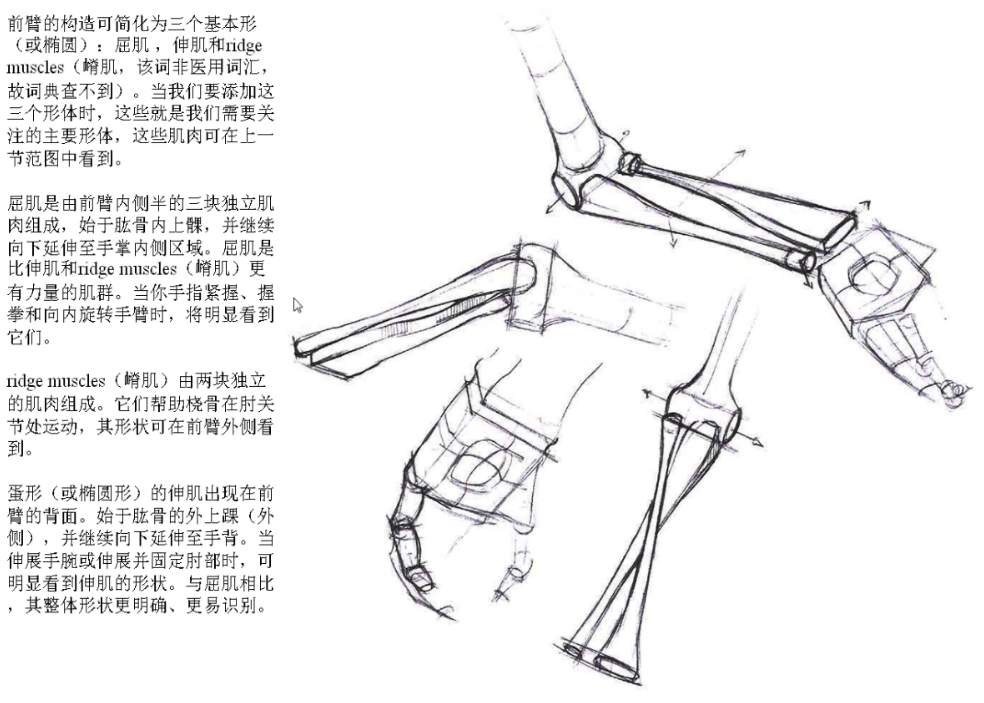 前臂的构造可简化为三个基本形
（或椭圆）：屈肌，伸肌和ridge
muscles（嵴肌，该词非医用词汇，
故词典查不到）。当我们要添加这
三个形体时，这些就是我们需要关
注的主要形体，这些肌肉可在上一
节范图中看到。
屈肌是由前臂内侧半的三块独立肌
肉组成，始于肱骨内上髁，并继续
向下延伸至手掌内侧区域。屈肌是
比伸肌和ridge muscles（嵴肌）更
有力量的肌群。当你手指紧握、握
拳和向内旋转手臂时，将明显看到
它们。
ridge muscles（嵴肌）由两块独立
的肌肉组成。它们帮助桡骨在肘关
节处运动，其形状可在前臂外侧看
到。
蛋形（或椭圆形）的伸肌出现在前
臂的背面。始于肱骨的外上踝（外
侧），并继续向下延伸至手背。当
伸展手腕或伸展并固定肘部时，可
明显看到伸肌的形状。与屈肌相比
，其整体形状更明确、更易识别。